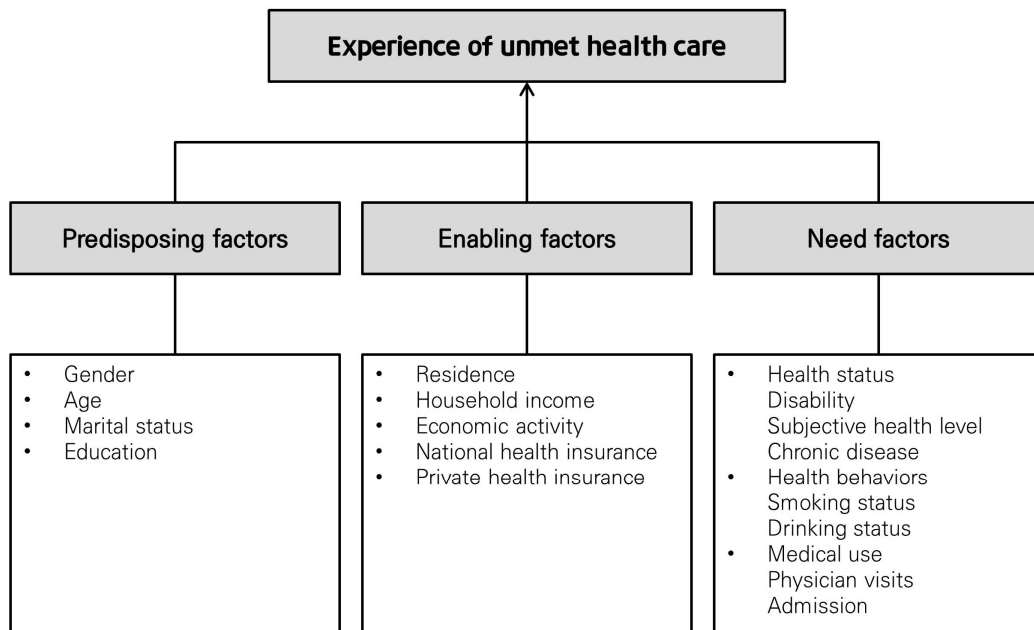 Experience of unmet health care
Predisposing factors
Enabling factors
Need factors
• Gender
• Age
• Marital status
• Education
• Residence
• Household income
• Economic activity
• National health insurance
• Private health insurance
• Health status
Disability
Subjective health level
Chronic disease
• Health behaviors
Smoking status
Drinking status
• Medical use
Physician visits
Admission